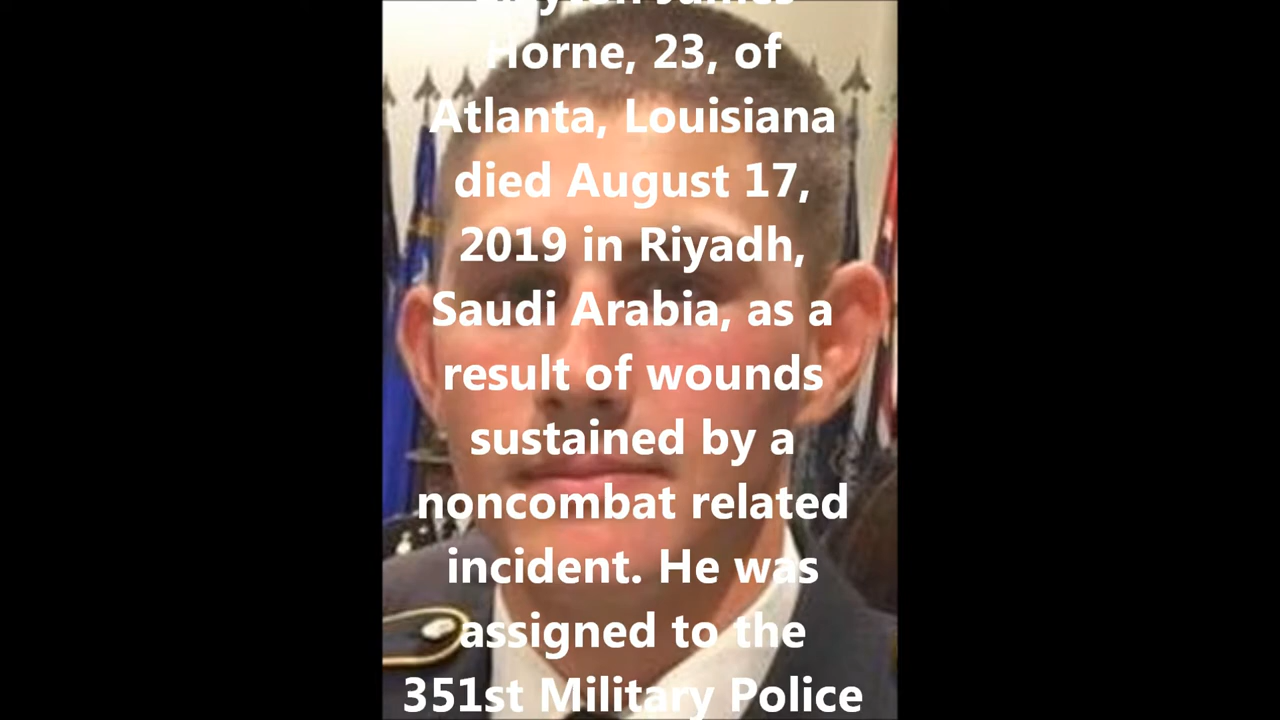 Horne, 23, of
Atlanta, Louisiana
died August 17,
2019 in Riyadh,
Saudi Arabia, as a
result of wounds
sustained by a
noncombat related
incident. He was
assigned to the
351st Military Police